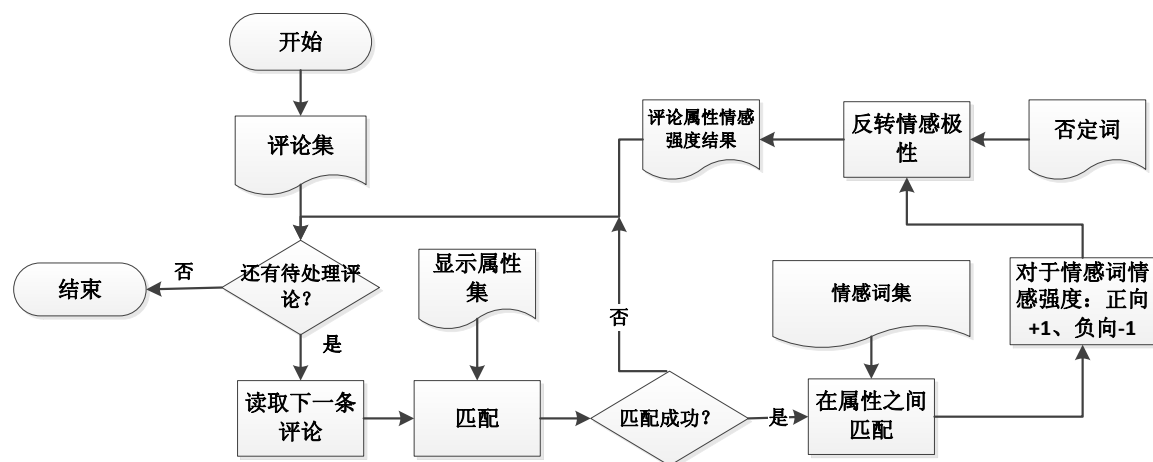 开始
评论集
还有待处理评
论？
否
结束
是
读取下一条
评论
显示属性
集
匹配
匹配成功？
否
是
情感词集
在属性之间
匹配
对于情感词情
感强度：正向
+1、负向-1
否定词
反转情感极
性
评论属性情感
强度结果